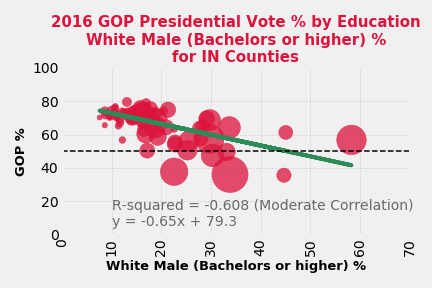 2016 GOP Presidential Vote % by Education
White Male (Bachelors or higher) %
for IN Counties
100
80
60
40
20
0
GOP %
R-squared = -0.608 (Moderate Correlation)
y = -0.65x + 79.3
0
10
20
30
40
50
60
70
White Male (Bachelors or higher) %